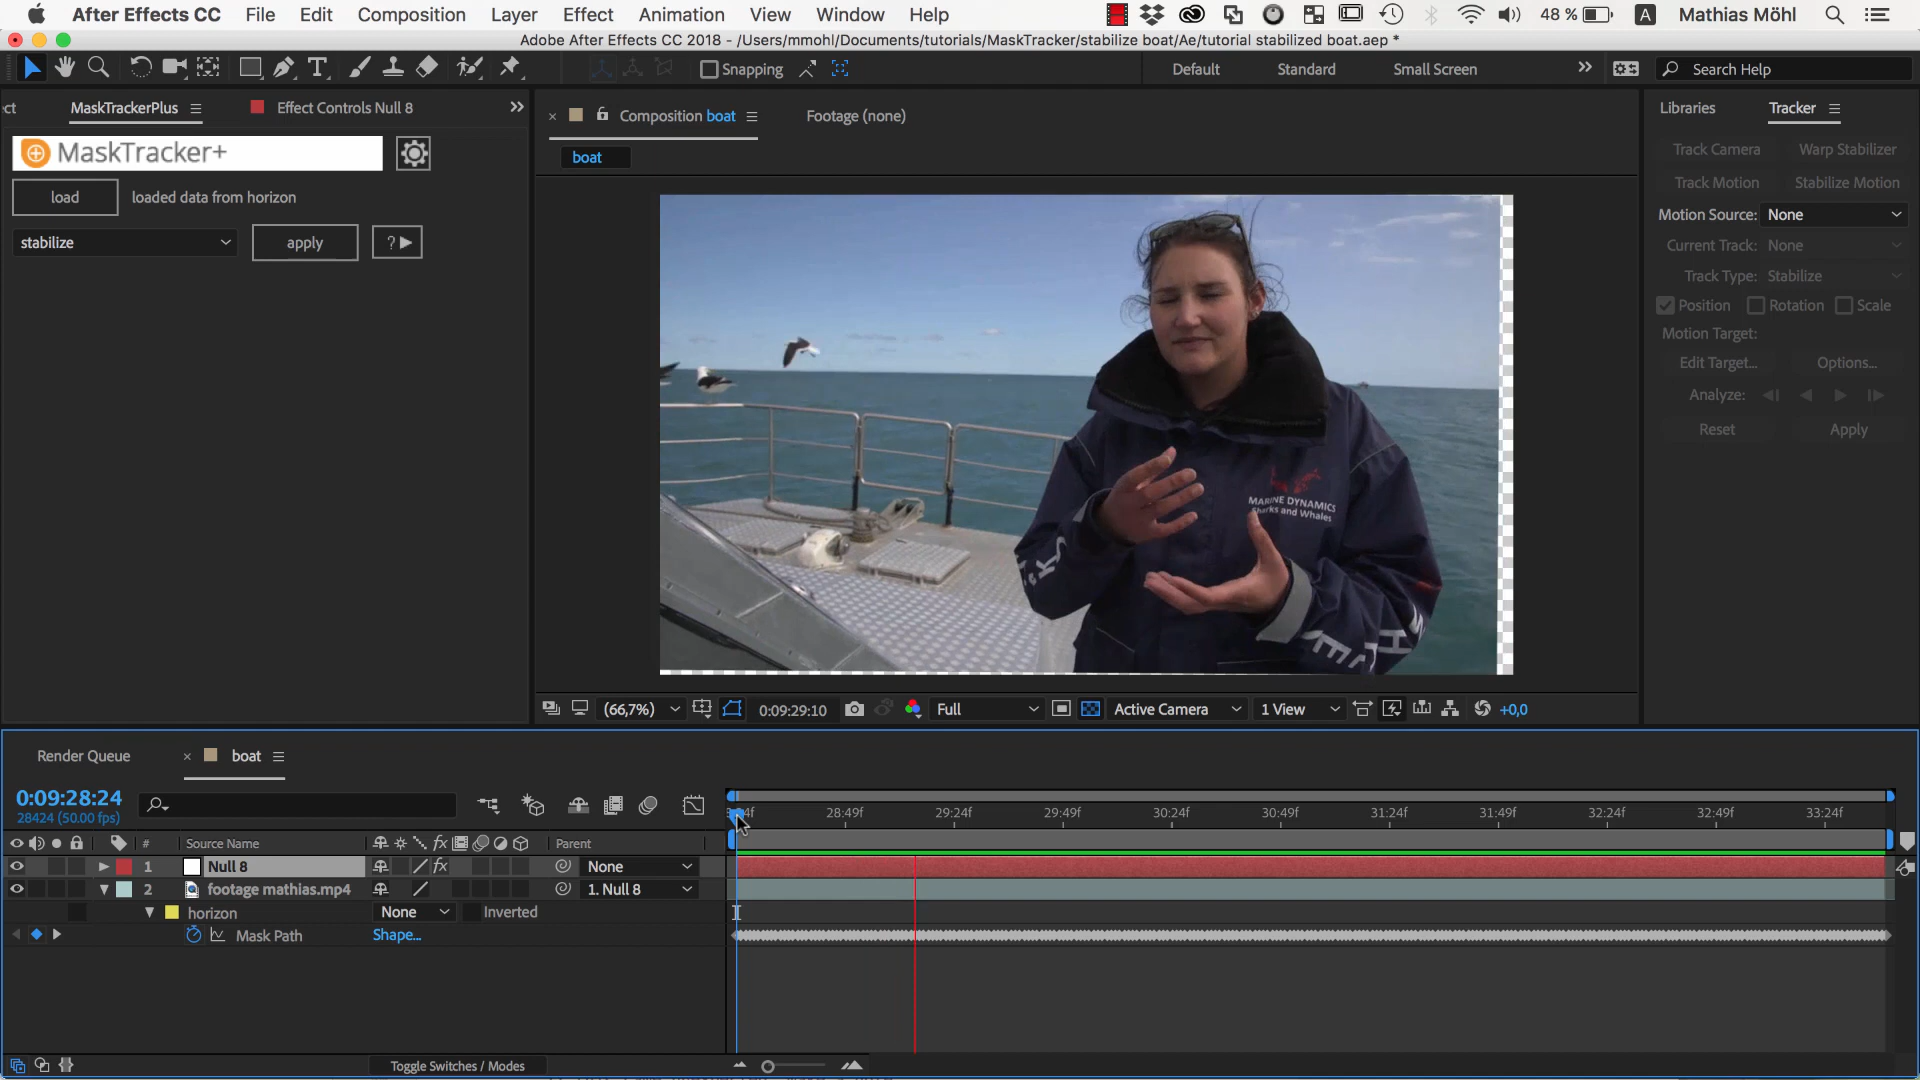 After Effects CC File Edit Composition Layer Effect Animation View Window Help 48 % A Mathias Möhl
Adobe After Effects CC 2018 - /Users/mmohl/Documents/tutorials/MaskTracker/stabilize boat/Ae/tutorial stabilized boat.aep *
Snapping Default Standard Small Screen Search Help
ect MaskTrackerPlus Effect Controls Null 8 Composition boat Footage (none) Libraries Tracker
MaskTracker+
boat
load loaded data from horizon
stabilize apply ?
Track Camera Warp Stabilizer
Track Motion Stabilize Motion
Motion Source: None
Current Track: None
Track Type: Stabilize
Position Rotation Scale
Motion Target:
Edit Target... Options...
Analyze:
Reset Apply
MARINE DYNAMICS
Sharks and Whales
(66,7%) 0:09:29:10 Full Active Camera 1 View +0,0
Render Queue boat
0:09:28:24
28424 (50.00 fps)
28:49f 29:24f 29:49f 30:24f 30:49f 31:24f 31:49f 32:24f 32:49f 33:24f
# Source Name fx Parent
1 Null 8 fx None
2 footage mathias.mp4 1. Null 8
horizon None Inverted
Mask Path Shape...
Toggle Switches / Modes